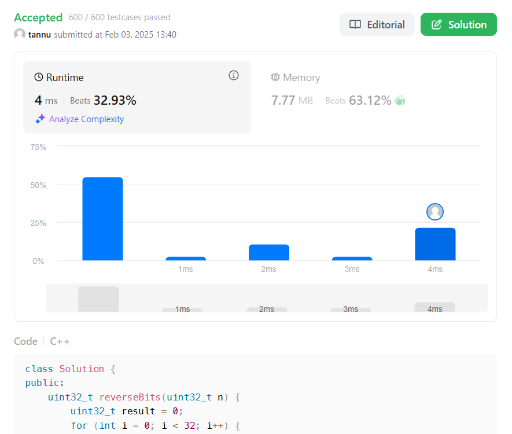 Accepted 600 / 600 testcases passed
tannu submitted at Feb 03, 2025 13:40
Editorial
Solution
Runtime
4 ms | Beats 32.93%
Analyze Complexity
Memory
7.77 MB | Beats 63.12%
75%
50%
25%
0%
1ms 2ms 3ms 4ms
1ms 2ms 3ms 4ms
Code | C++
class Solution {
public:
    uint32_t reverseBits(uint32_t n) {
        uint32_t result = 0;
        for (int i = 0; i < 32; i++) {